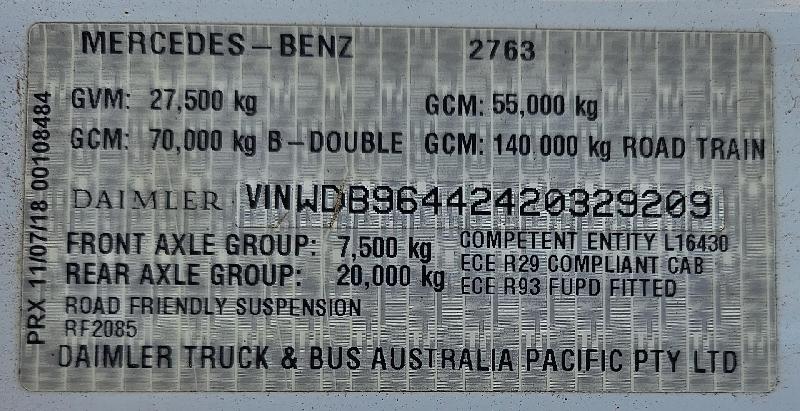 MERCEDES-BENZ 2763
GVM: 27,500 kg GCM: 55,000 kg
GCM: 70,000 kg B-DOUBLE GCM: 140,000 kg ROAD TRAIN
DAIMLER VINWDB96442420329209
FRONT AXLE GROUP: 7,500 kg COMPETENT ENTITY L16430
REAR AXLE GROUP: 20,000 kg ECE R29 COMPLIANT CAB
ECE R93 FUPD FITTED
ROAD FRIENDLY SUSPENSION
RF2085
DAIMLER TRUCK & BUS AUSTRALIA PACIFIC PTY LTD
PRX 11/07/18 00108484